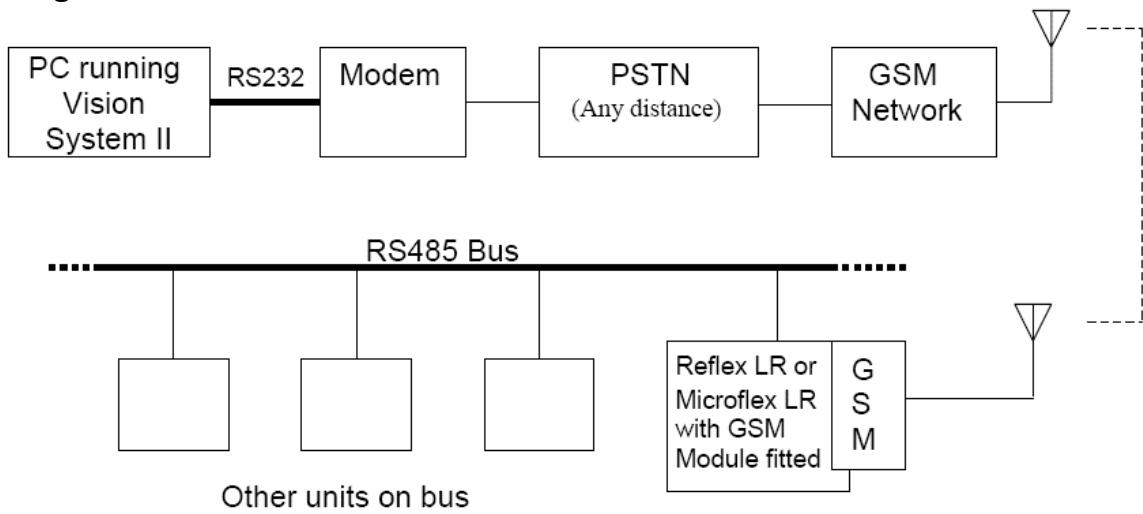 PC running
Vision
System II
RS232
Modem
PSTN
(Any distance)
GSM
Network
RS485 Bus
Reflex LR or
Microflex LR
with GSM
Module fitted
G
S
M
Other units on bus